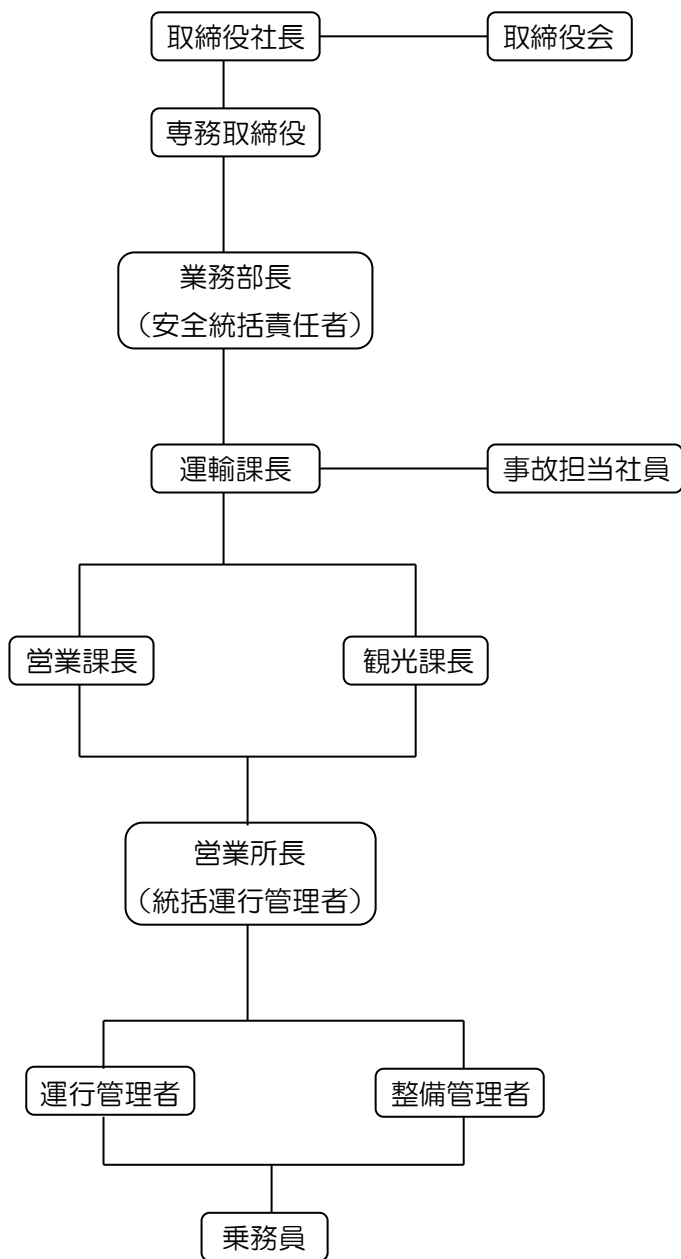 取締役社長
取締役会
専務取締役
業務部長
（安全統括責任者）
運輸課長
事故担当社員
営業課長
観光課長
営業所長
（統括運行管理者）
運行管理者
整備管理者
乗務員